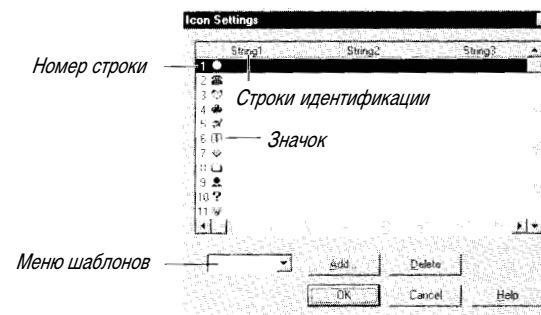 Icon Settings
String1 String2 String3
Номер строки
1
2
3
Строки идентификации
4
5
6
Значок
7
8
9
10
11
Меню шаблонов
Add... Delete
OK Cancel Help